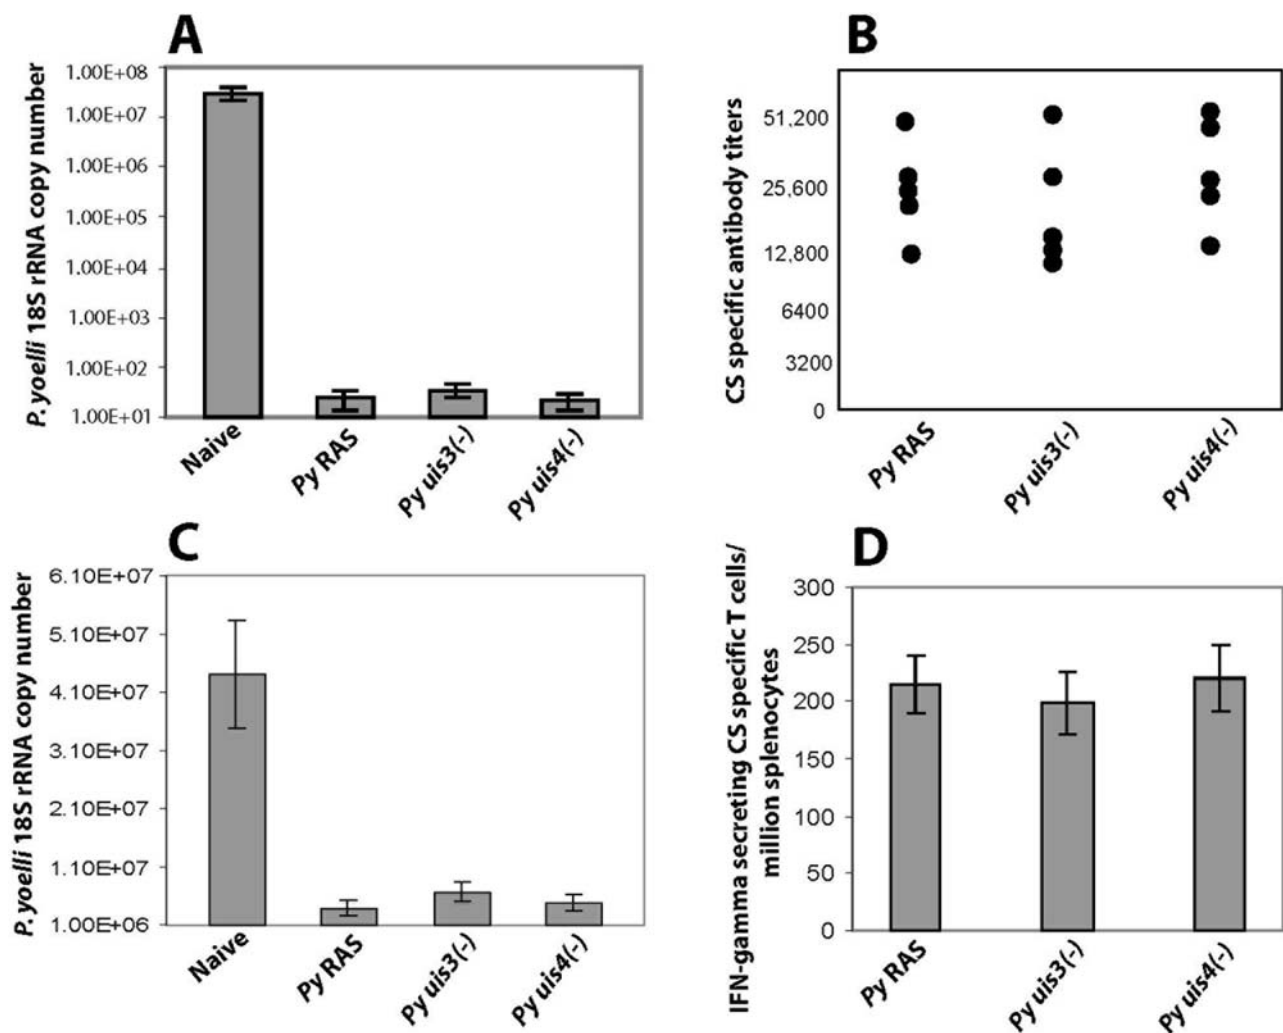 A
P. yoelli 18S rRNA copy number
1.00E+08
1.00E+07
1.00E+06
1.00E+05
1.00E+04
1.00E+03
1.00E+02
1.00E+01
Naive
Py RAS
Py uis3(-)
Py uis4(-)
B
CS specific antibody titers
51,200
25,600
12,800
6400
3200
0
Py RAS
Py uis3(-)
Py uis4(-)
C
P. yoelli 18S rRNA copy number
6.10E+07
5.10E+07
4.10E+07
3.10E+07
2.10E+07
1.10E+07
1.00E+06
Naive
Py RAS
Py uis3(-)
Py uis4(-)
D
IFN-gamma secreting CS specific T cells/
million splenocytes
300
250
200
150
100
50
0
Py RAS
Py uis3(-)
Py uis4(-)